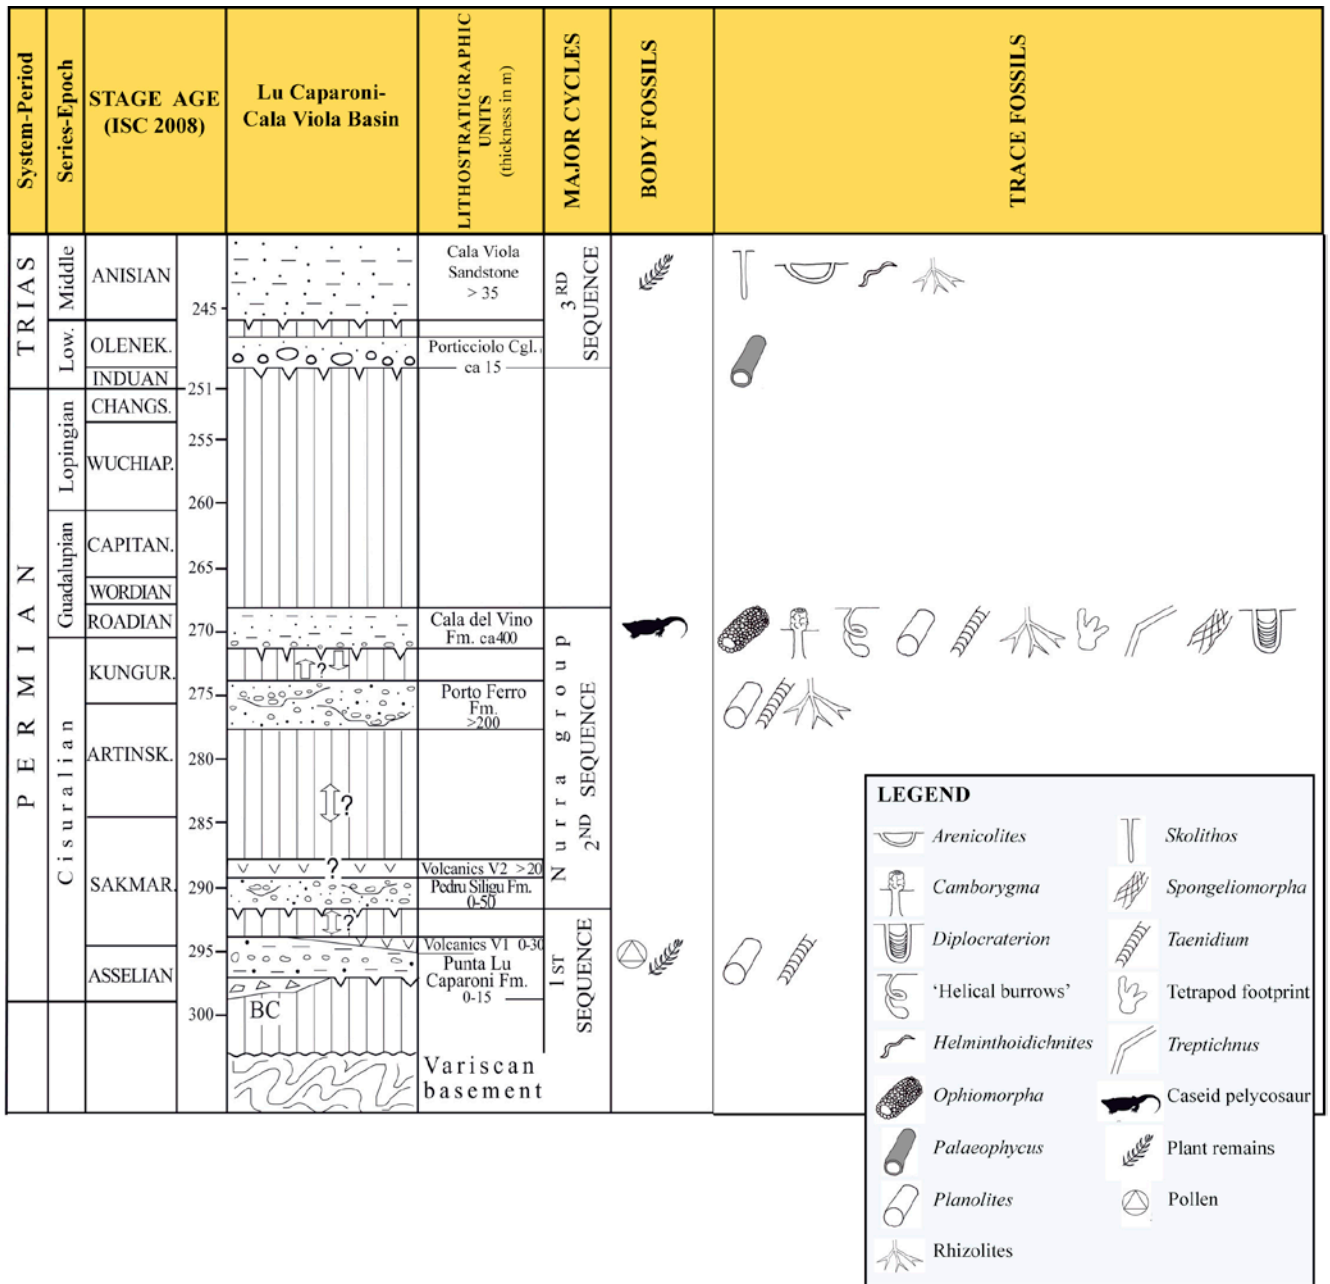 System-Period
Series-Epoch
STAGE AGE
(ISC 2008)
Lu Caparoni-
Cala Viola Basin
LITHOSTRATIGRAPHIC
UNITS
(thickness in m)
MAJOR CYCLES
BODY FOSSILS
TRACE FOSSILS
TRIAS
Middle
ANISIAN
245
Cala Viola
Sandstone
> 35
3RD
SEQUENCE
Low.
OLENEK.
Porticciolo Cgl.
ca 15
INDUAN
251
PERMIAN
Lopingian
CHANGS.
255
WUCHIAP.
260
Guadalupian
CAPITAN.
265
WORDIAN
ROADIAN
270
Cala del Vino
Fm. ca400
Nurra group
2ND SEQUENCE
Cisuralian
KUNGUR.
?
275
Porto Ferro
Fm.
>200
ARTINSK.
280
?
285
SAKMAR.
?
Volcanics V2 >20
290
Pedru Siligu Fm.
0-50
?
1ST
SEQUENCE
295
Volcanics V1 0-30
ASSELIAN
Punta Lu
Caparoni Fm.
0-15
BC
300
Variscan
basement
LEGEND
Arenicolites
Skolithos
Camborygma
Spongeliomorpha
Diplocraterion
Taenidium
'Helical burrows'
Tetrapod footprint
Helminthoidichnites
Treptichnus
Ophiomorpha
Caseid pelycosaur
Palaeophycus
Plant remains
Planolites
Pollen
Rhizolites